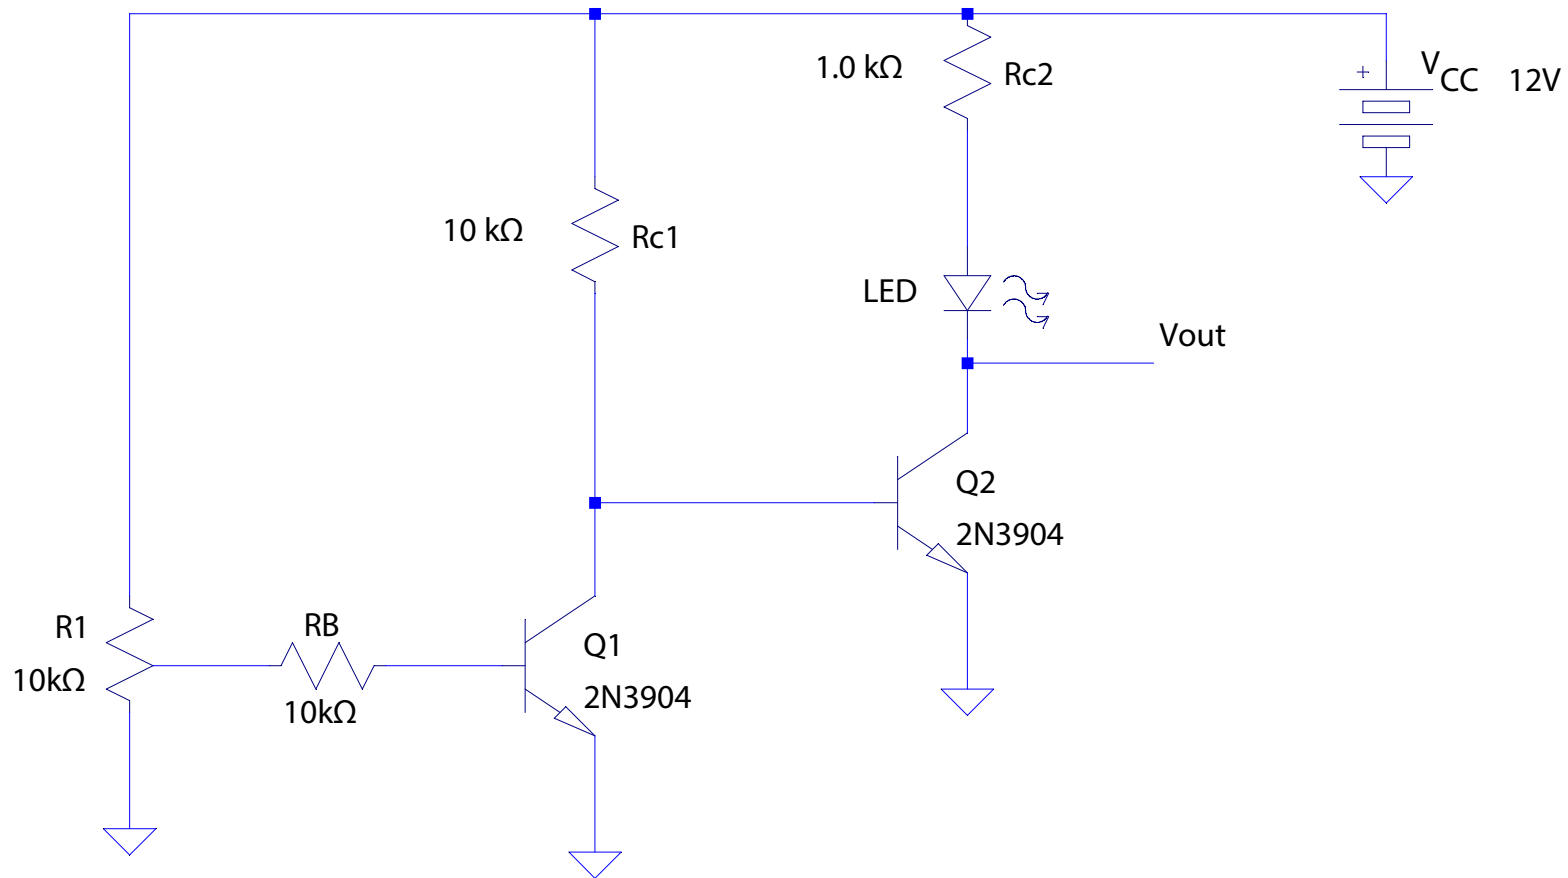 1.0 kΩ
Rc2
+
VCC 12V
10 kΩ
Rc1
LED
Vout
Q2
2N3904
R1
10kΩ
RB
10kΩ
Q1
2N3904